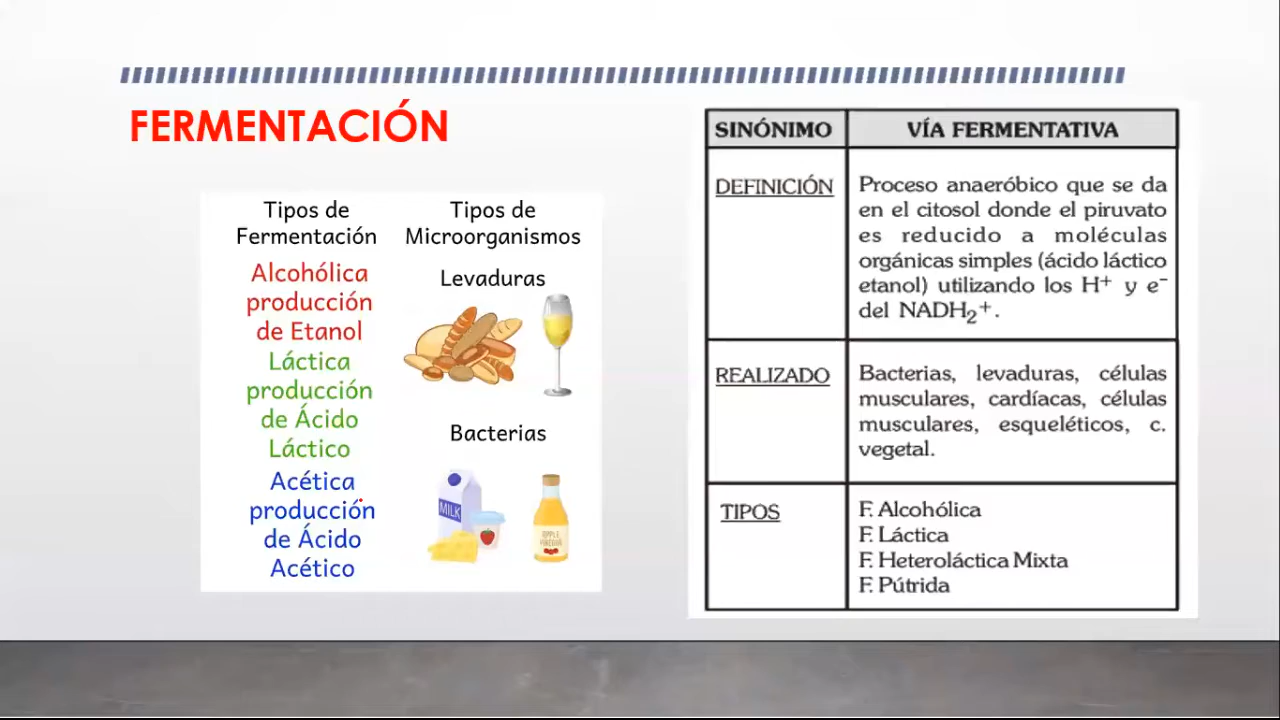 FERMENTACIÓN
Tipos de
Fermentación
Alcohólica
producción
de Etanol
Láctica
producción
de Ácido
Láctico
Acética
producción
de Ácido
Acético
Tipos de
Microorganismos
Levaduras
Bacterias
MILK
APPLE
VINEGAR
SINÓNIMO
VÍA FERMENTATIVA
DEFINICIÓN
Proceso anaeróbico que se da
en el citosol donde el piruvato
es reducido a moléculas
orgánicas simples (ácido láctico
etanol) utilizando los H⁺ y e⁻
del NADH₂⁺.
REALIZADO
Bacterias, levaduras, células
musculares, cardíacas, células
musculares, esqueléticos, c.
vegetal.
TIPOS
F. Alcohólica
F. Láctica
F. Heteroláctica Mixta
F. Pútrida